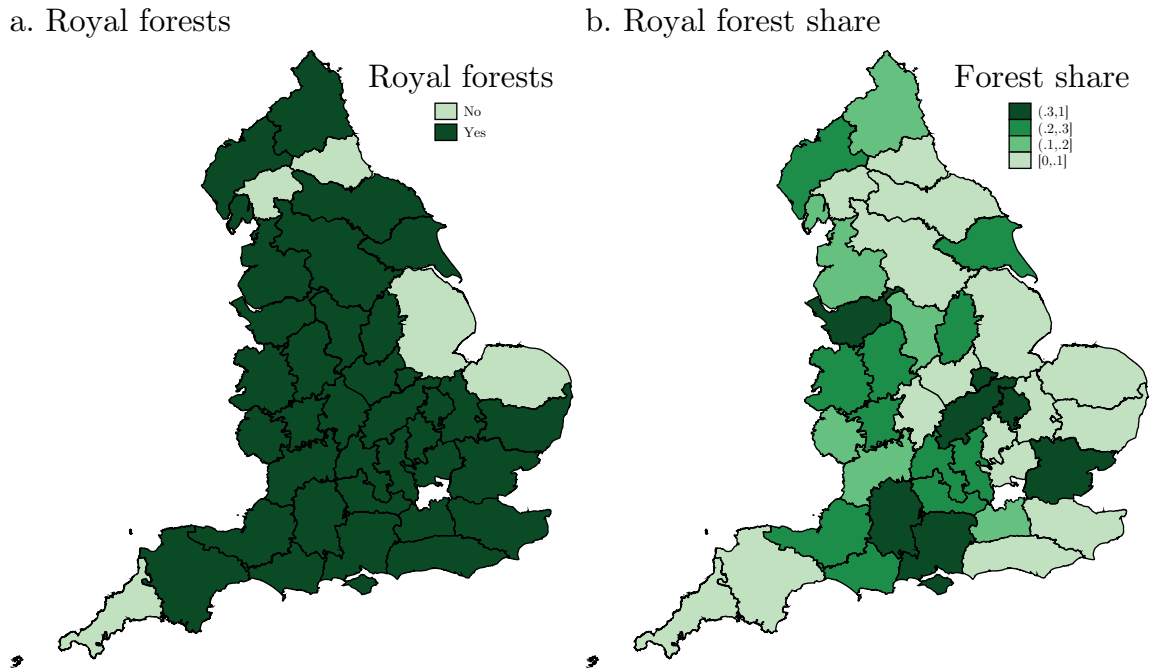 a. Royal forests
Royal forests
No
Yes
b. Royal forest share
Forest share
(.3,1]
(.2,.3]
(.1,.2]
[0,.1]